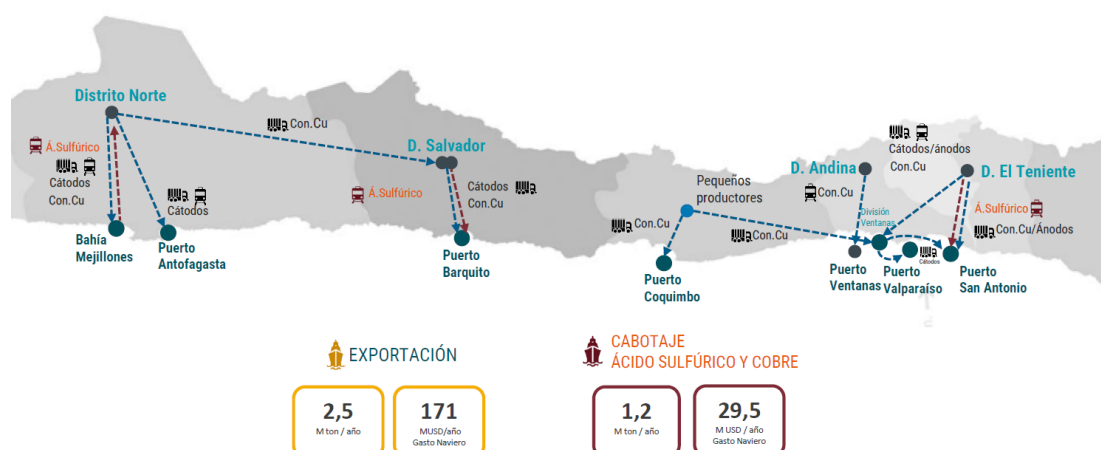 Distrito Norte
Á.Sulfúrico
Cátodos
Con.Cu
Cátodos
Bahía
Mejillones
Puerto
Antofagasta
Con.Cu
D. Salvador
Á.Sulfúrico
Cátodos
Con.Cu
Puerto
Barquito
Pequeños
productores
Con.Cu
Con.Cu
Puerto
Coquimbo
D. Andina
Con.Cu
División
Ventanas
Cátodos/ánodos
Con.Cu
D. El Teniente
Á.Sulfúrico
Con.Cu/Ánodos
Puerto
Ventanas
Puerto
Valparaíso
Cátodos
Puerto
San Antonio
EXPORTACIÓN
2,5
M ton / año
171
MUSD/año
Gasto Naviero
CABOTAJE
ÁCIDO SULFÚRICO Y COBRE
1,2
M ton / año
29,5
M USD / año
Gasto Naviero